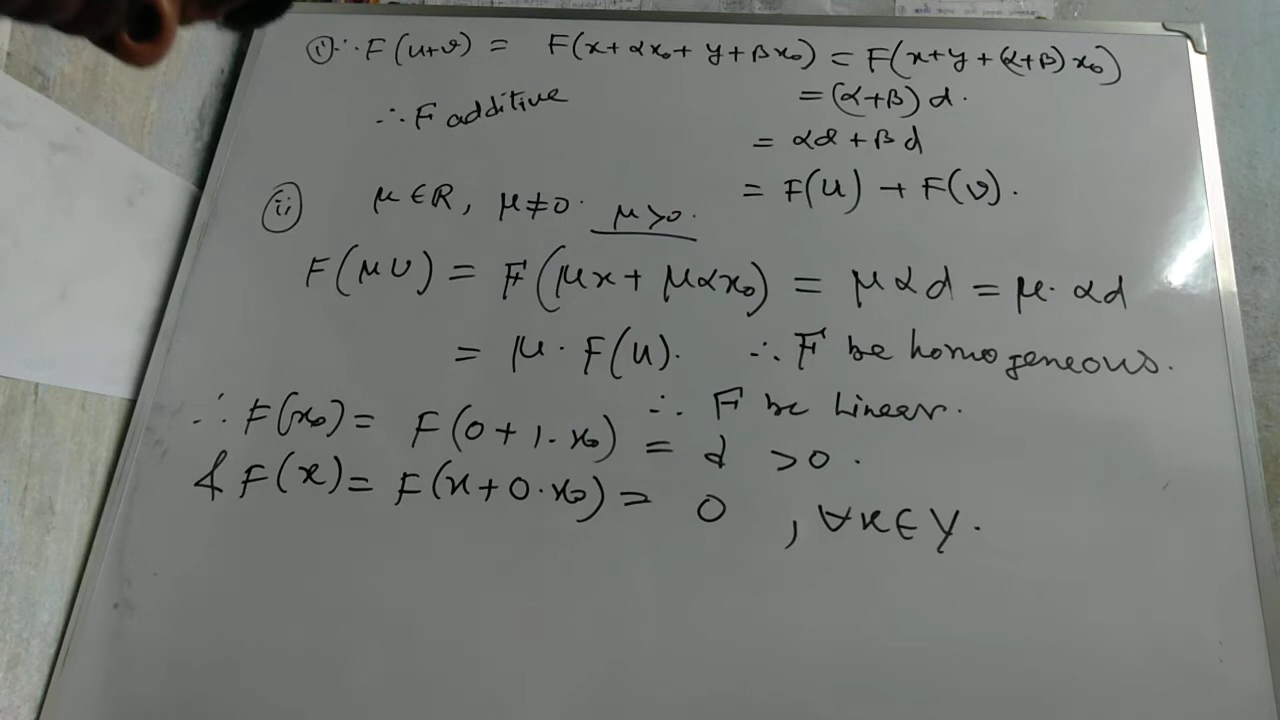 (i) ∴ F(u+v) = F(x+αx₀+y+βx₀) = F(x+y+(α+β)x₀)
= (α+β)d.
∴ F additive
= αd+βd
= F(u) + F(v).
(ii) μ∈R, μ≠0. μ>0.
F(μu) = F(μx+μαx₀) = μαd = μ·αd
= μ·F(u). ∴ F be homogeneous.
∴ F be Linear.
∴ F(x₀) = F(0+1·x₀) = d >0.
& F(x) = F(x+0·x₀) = 0 , ∀x∈Y.